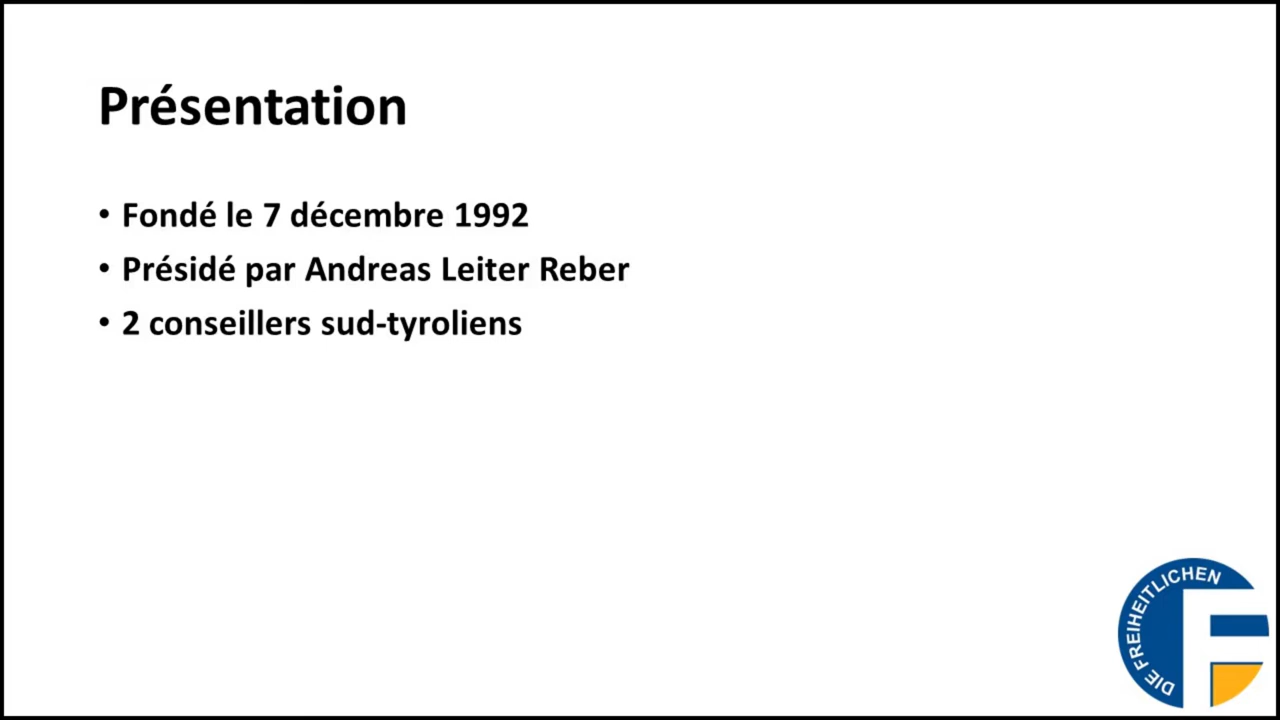 Présentation
• Fondé le 7 décembre 1992
• Présidé par Andreas Leiter Reber
• 2 conseillers sud-tyroliens
DIE FREIHEITLICHEN
F